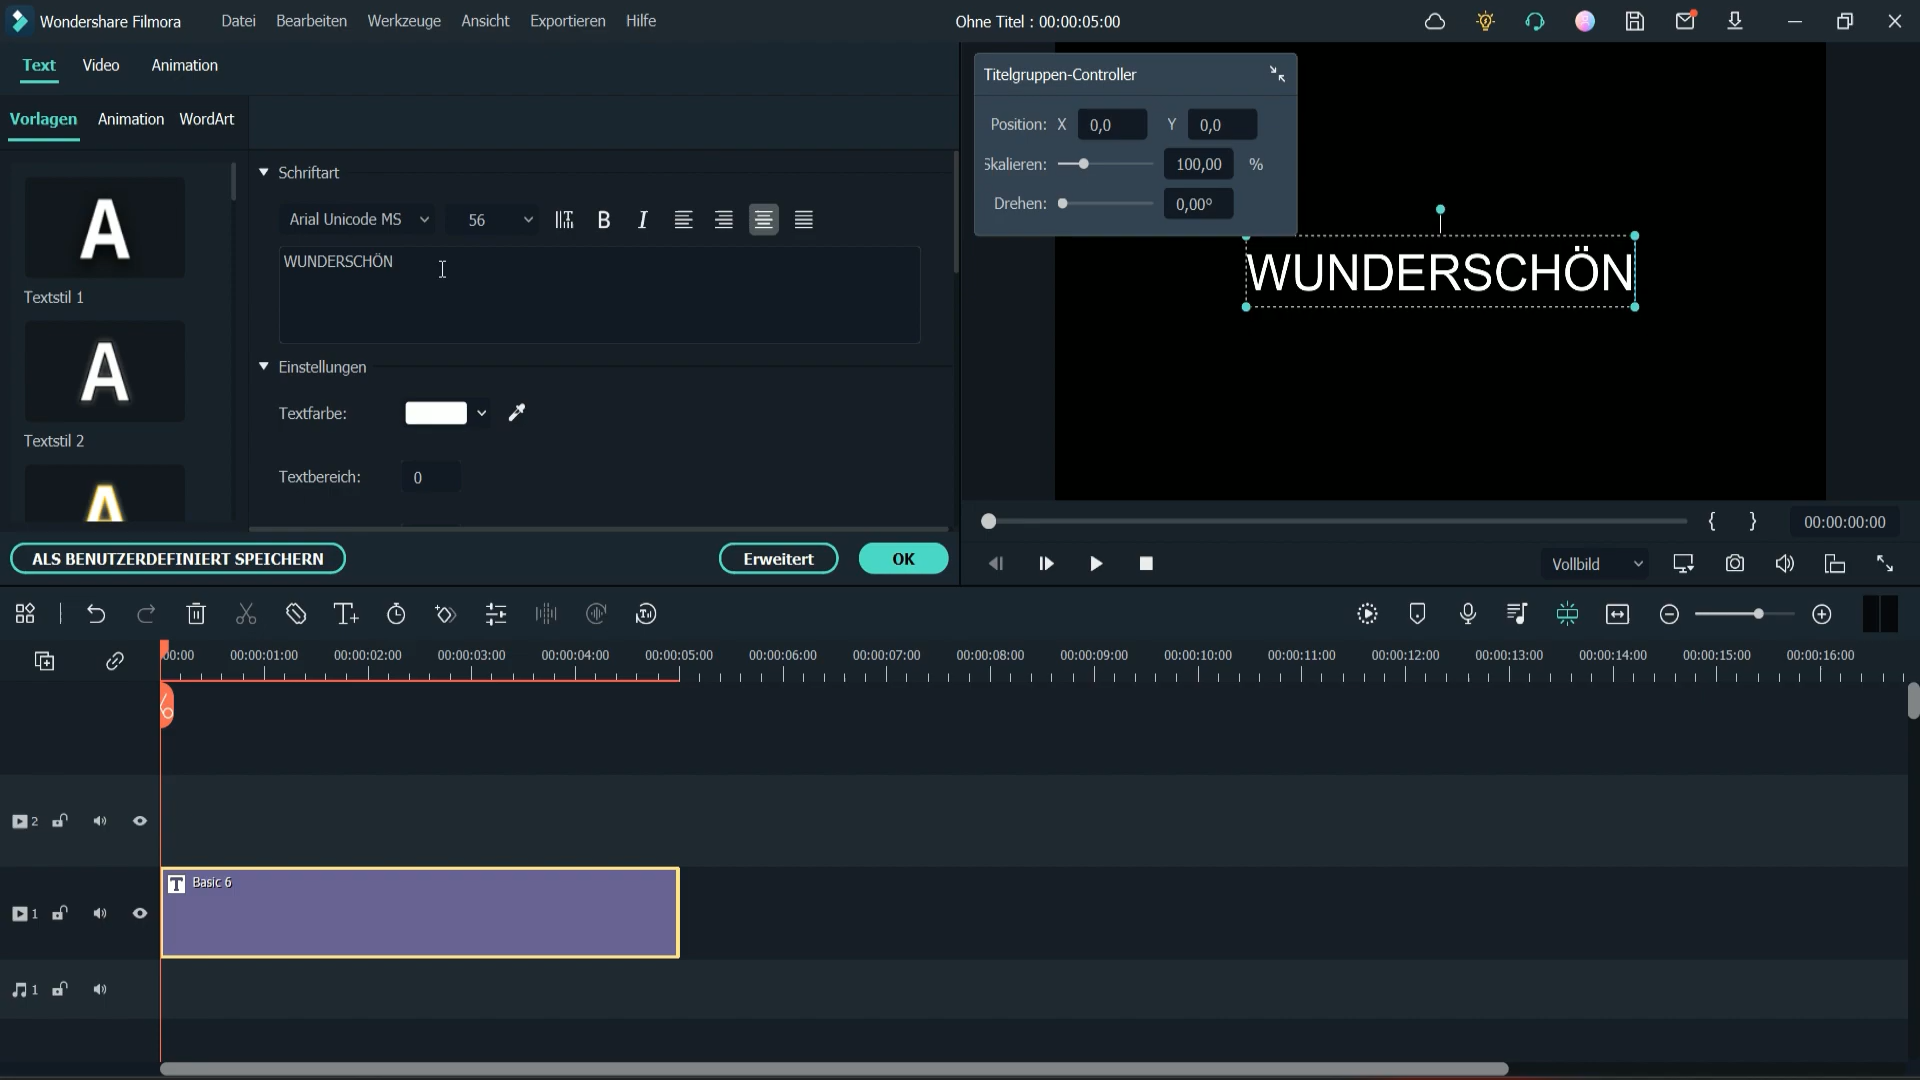 Wondershare Filmora Datei Bearbeiten Werkzeuge Ansicht Exportieren Hilfe Ohne Titel : 00:00:05:00
Text Video Animation
Vorlagen Animation WordArt
A
Textstil 1
A
Textstil 2
A
Schriftart
Arial Unicode MS 56 B I
WUNDERSCHÖN
Einstellungen
Textfarbe:
Textbereich: 0
ALS BENUTZERDEFINIERT SPEICHERN Erweitert OK
Titelgruppen-Controller
Position: X 0,0 Y 0,0
Skalieren: 100,00 %
Drehen: 0,00º
WUNDERSCHÖN
{ } 00:00:00:00
Vollbild
00:00 00:00:01:00 00:00:02:00 00:00:03:00 00:00:04:00 00:00:05:00 00:00:06:00 00:00:07:00 00:00:08:00 00:00:09:00 00:00:10:00 00:00:11:00 00:00:12:00 00:00:13:00 00:00:14:00 00:00:15:00 00:00:16:00
2
T Basic 6
1
1